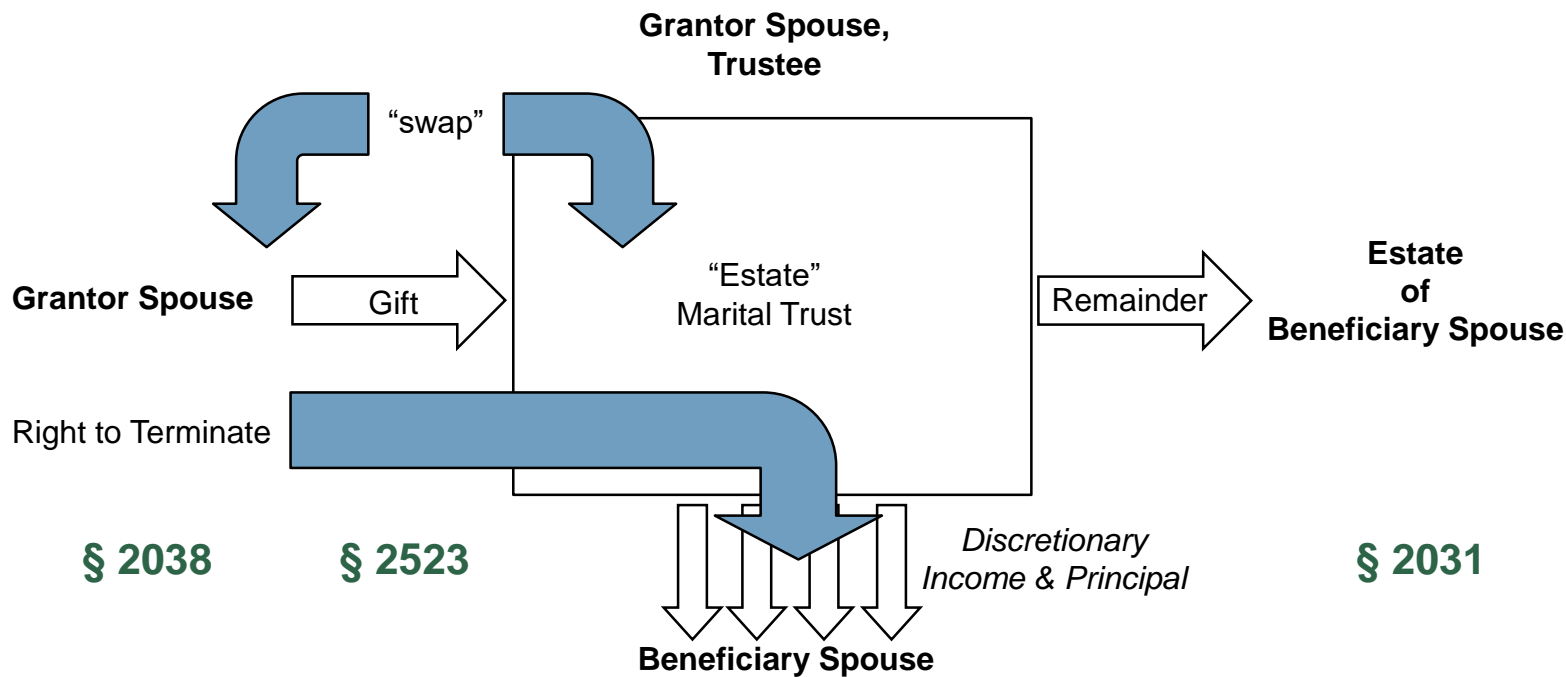 Grantor Spouse,
Trustee
“swap”
Grantor Spouse
Gift
“Estate”
Marital Trust
Remainder
Estate
of
Beneficiary Spouse
Right to Terminate
§ 2038
§ 2523
Discretionary
Income & Principal
§ 2031
Beneficiary Spouse